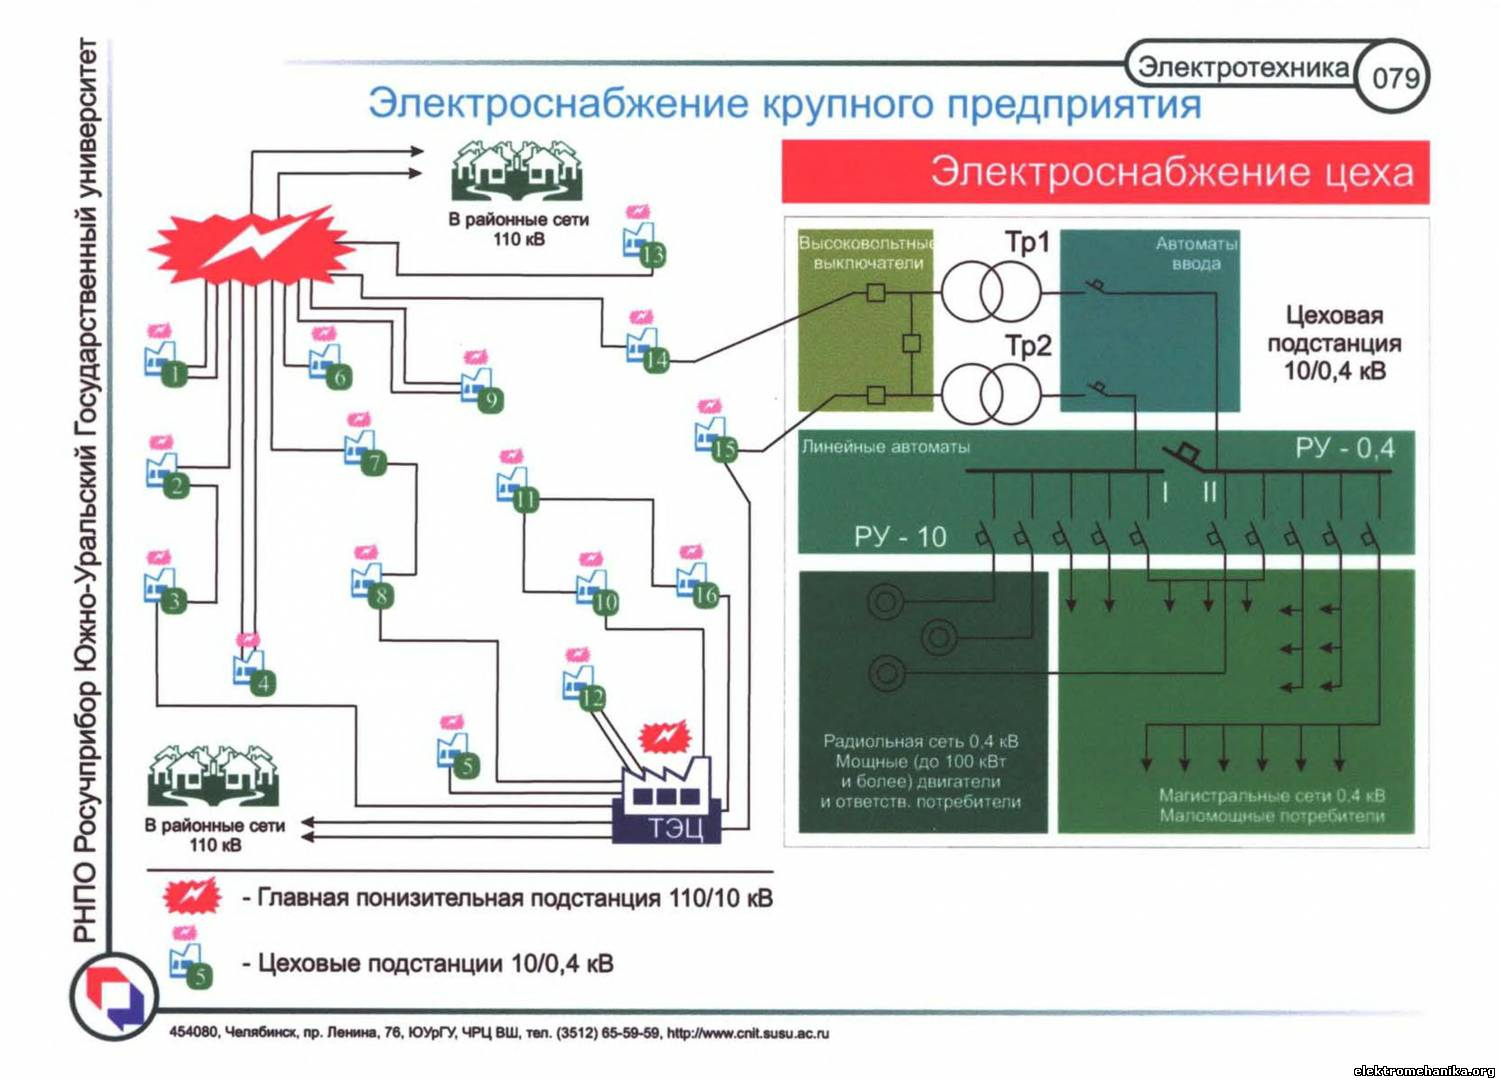 Электротехника
079
Электроснабжение крупного предприятия
РНПО Росучприбор Южно-Уральский Государственный университет
Электроснабжение цеха
В районные сети
110 кВ
13
14
1
6
9
15
7
2
11
8
3
10
16
4
12
5
ТЭЦ
В районные сети
110 кВ
Высоковольтные
выключатели
Тр1
Тр2
Автоматы
ввода
Цеховая
подстанция
10/0,4 кВ
Линейные автоматы
РУ - 0,4
I II
РУ - 10
Радиольная сеть 0,4 кВ
Мощные (до 100 кВт
и более) двигатели
и ответств. потребители
Магистральные сети 0.4 кВ
Маломощные потребители
- Главная понизительная подстанция 110/10 кВ
5
- Цеховые подстанции 10/0,4 кВ
454080, Челябинск, пр. Ленина, 76, ЮУрГУ, ЧРЦ ВШ, тел. (3512) 65-59-59, http://www.cnit.susu.ac.ru
elektromehanika.org